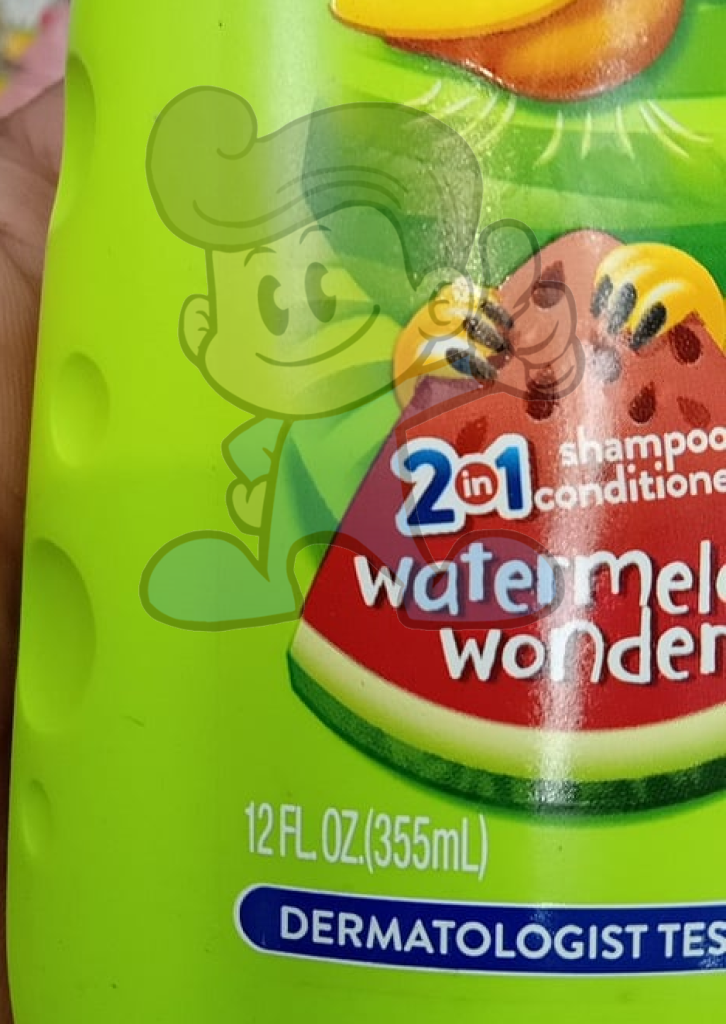 2in1 shampoo
conditione
watermel
wonder
12 FL. OZ.(355mL)
DERMATOLOGIST TES